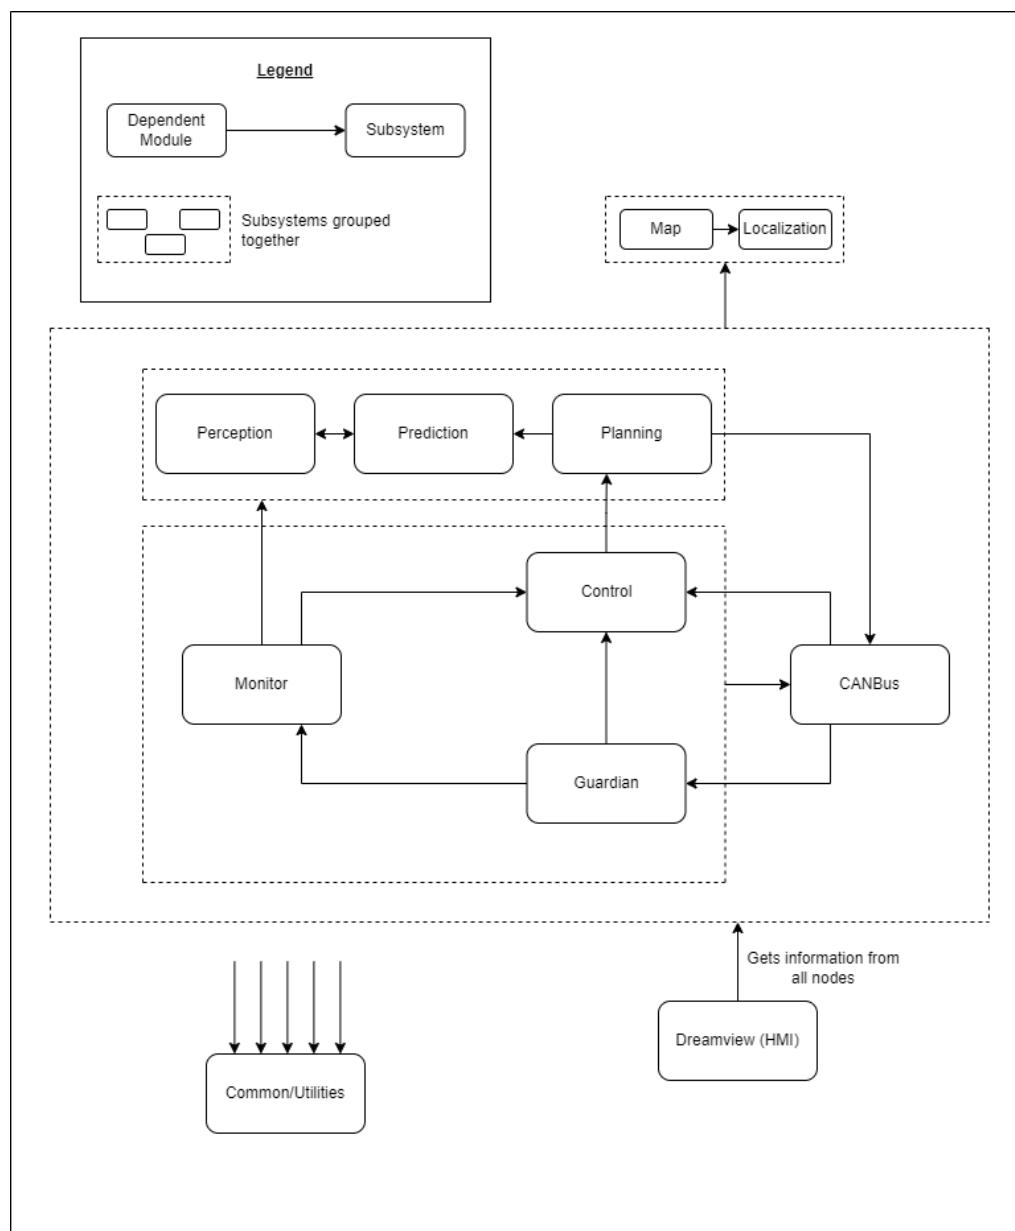 Legend
Dependent
Module
Subsystem
Subsystems grouped
together
Map
Localization
Perception
Prediction
Planning
Control
Monitor
CANBus
Guardian
Gets information from
all nodes
Dreamview (HMI)
Common/Utilities